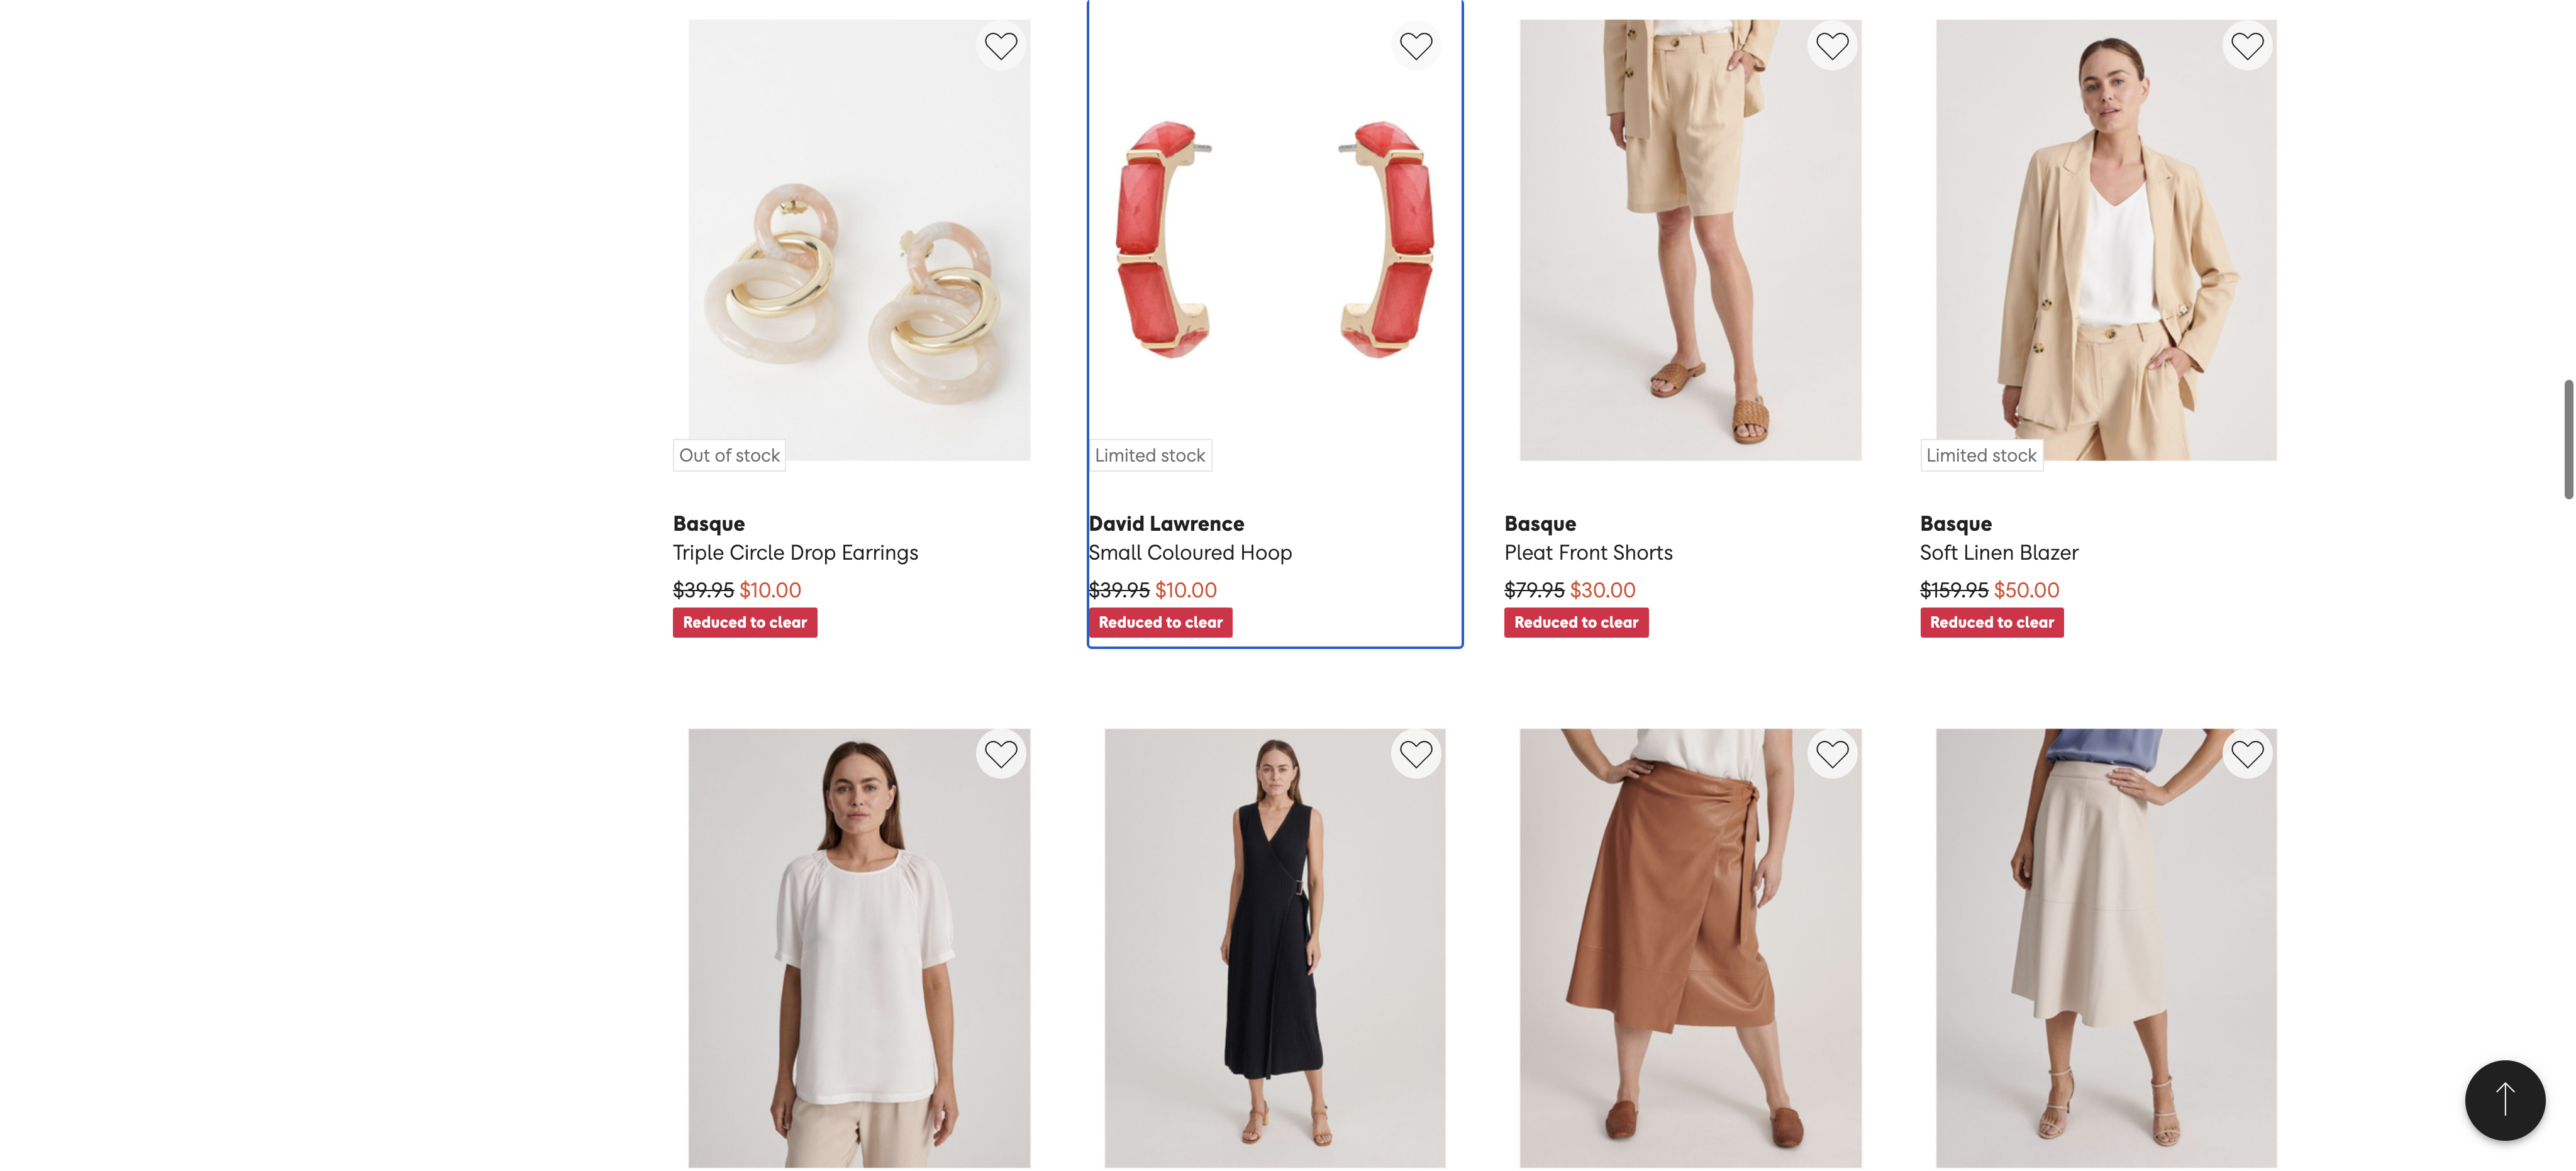 Out of stock
Basque
Triple Circle Drop Earrings
$39.95 $10.00
Reduced to clear
Limited stock
David Lawrence
Small Coloured Hoop
$39.95 $10.00
Reduced to clear
Basque
Pleat Front Shorts
$79.95 $30.00
Reduced to clear
Limited stock
Basque
Soft Linen Blazer
$159.95 $50.00
Reduced to clear